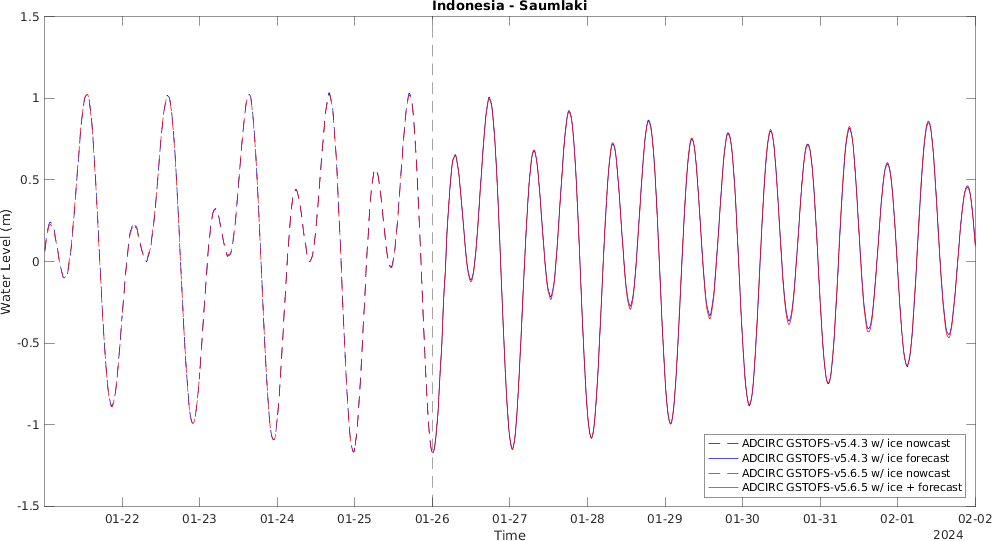 Indonesia - Saumlaki
1.5
1
0.5
0
-0.5
-1
-1.5
Water Level (m)
01-22 01-23 01-24 01-25 01-26 01-27 01-28 01-29 01-30 01-31 02-01 02-02
Time
2024
ADCIRC GSTOFS-v5.4.3 w/ ice nowcast
ADCIRC GSTOFS-v5.4.3 w/ ice forecast
ADCIRC GSTOFS-v5.6.5 w/ ice nowcast
ADCIRC GSTOFS-v5.6.5 w/ ice + forecast